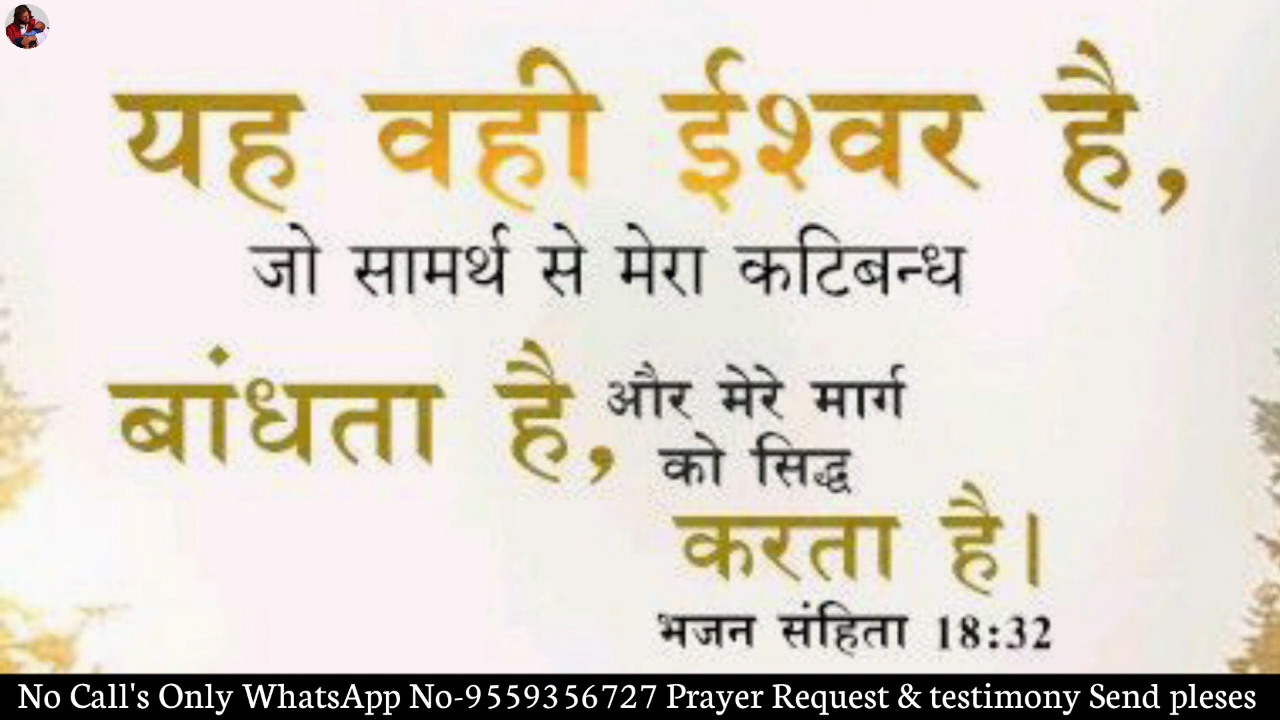 यह वही ईश्वर है,
जो सामर्थ से मेरा कटिबन्ध
बांधता है, और मेरे मार्ग
को सिद्ध
करता है।
भजन संहिता 18:32
No Call's Only WhatsApp No-9559356727 Prayer Request & testimony Send pleses